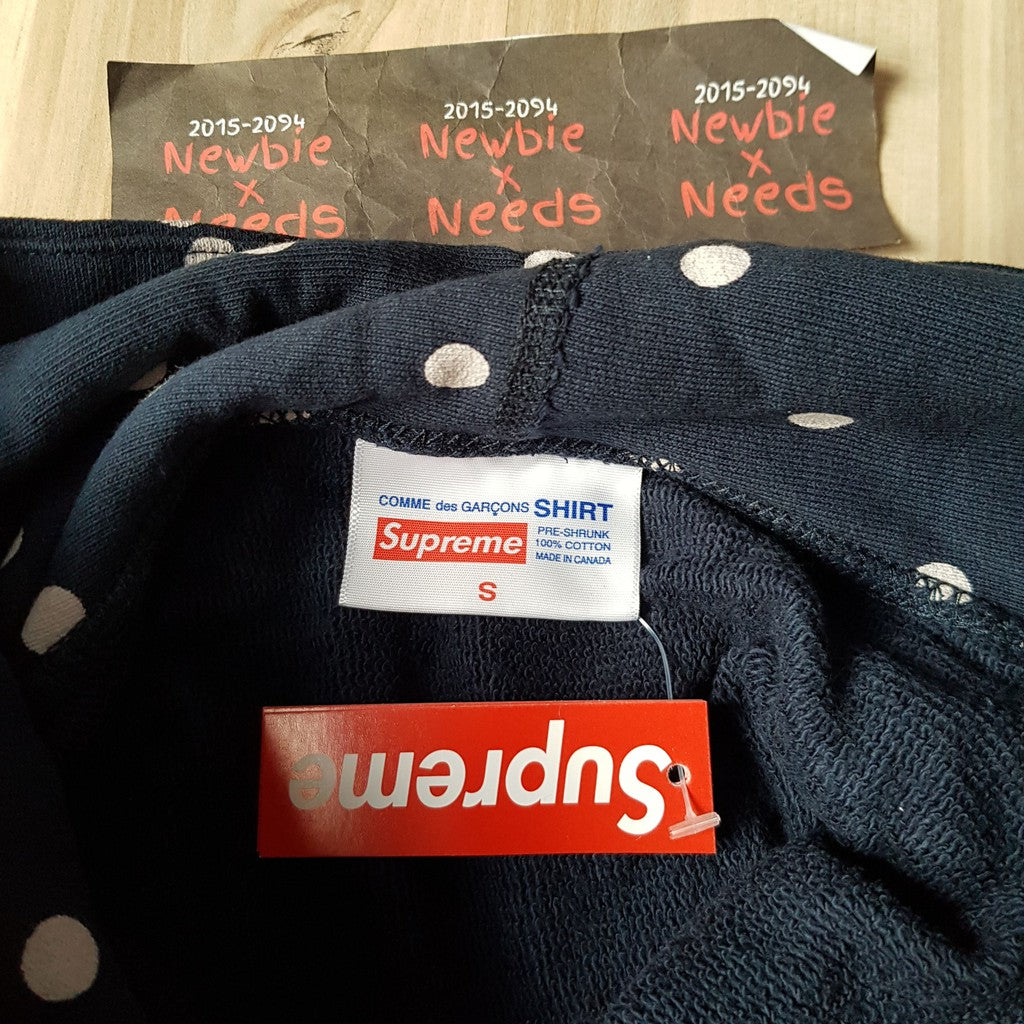 2015-2094
Newbie
x
Needs
2015-2094
Newbie
x
Needs
2015-2094
Newbie
x
Needs
COMME des GARÇONS SHIRT
Supreme
PRE-SHRUNK
100% COTTON
MADE IN CANADA
S
Supreme